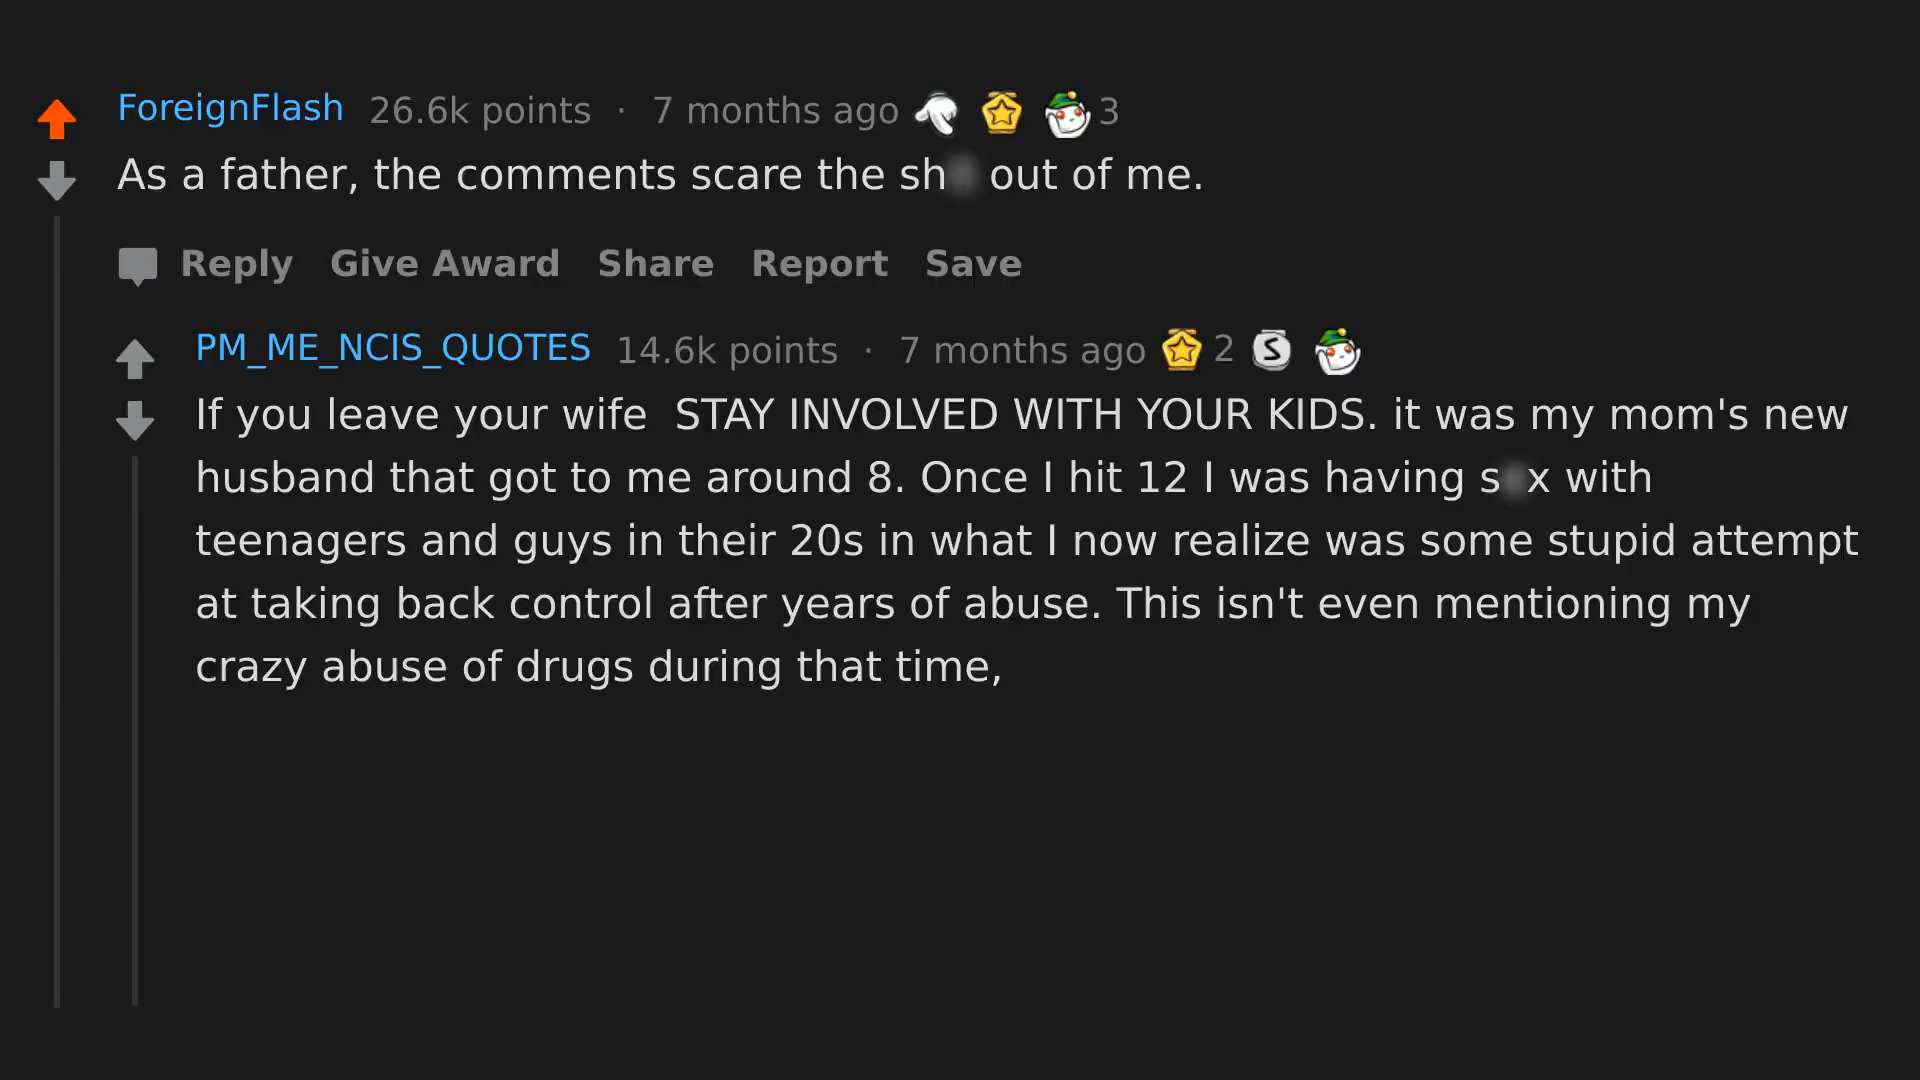 ForeignFlash 26.6k points · 7 months ago 3
As a father, the comments scare the sh out of me.
Reply Give Award Share Report Save
PM_ME_NCIS_QUOTES 14.6k points · 7 months ago 2 S
If you leave your wife  STAY INVOLVED WITH YOUR KIDS. it was my mom's new
husband that got to me around 8. Once I hit 12 I was having s x with
teenagers and guys in their 20s in what I now realize was some stupid attempt
at taking back control after years of abuse. This isn't even mentioning my
crazy abuse of drugs during that time,